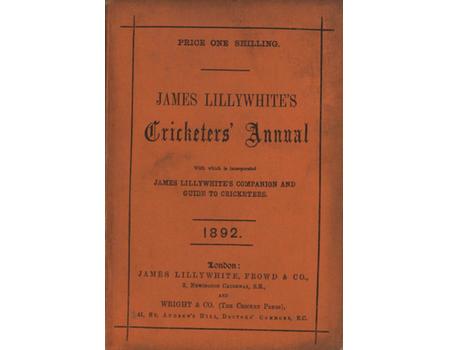 PRICE ONE SHILLING.
JAMES LILLYWHITE'S
Cricketers' Annual
With which is incorporated
JAMES LILLYWHITE'S COMPANION AND
GUIDE TO CRICKETERS.
1892.
London:
JAMES LILLYWHITE, FROWD & CO.,
2, NEWINGTON CAUSEWAY, S.E.,
AND
WRIGHT & CO. (THE CRICKET PRESS),
41, ST. ANDREW'S HILL, DOCTORS' COMMONS, E.C.